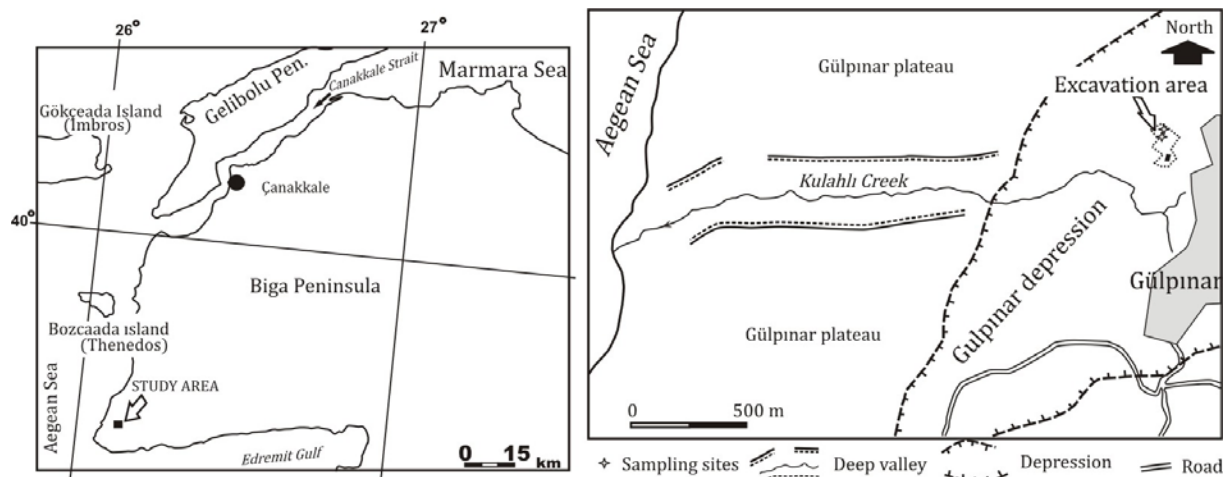 26°
27°
Marmara Sea
Çanakkale Strait
Gelibolu Pen.
Gökçeada Island
(Imbros)
Çanakkale
40°
Biga Peninsula
Bozcaada ısland
(Thenedos)
Aegean Sea
STUDY AREA
Edremit Gulf
0 15
km
Aegean Sea
Gülpınar plateau
North
Excavation area
Kulahlı Creek
Gulpınar depression
Gülpınar
Gülpınar plateau
0 500 m
Sampling sites
Deep valley
Depression
Road